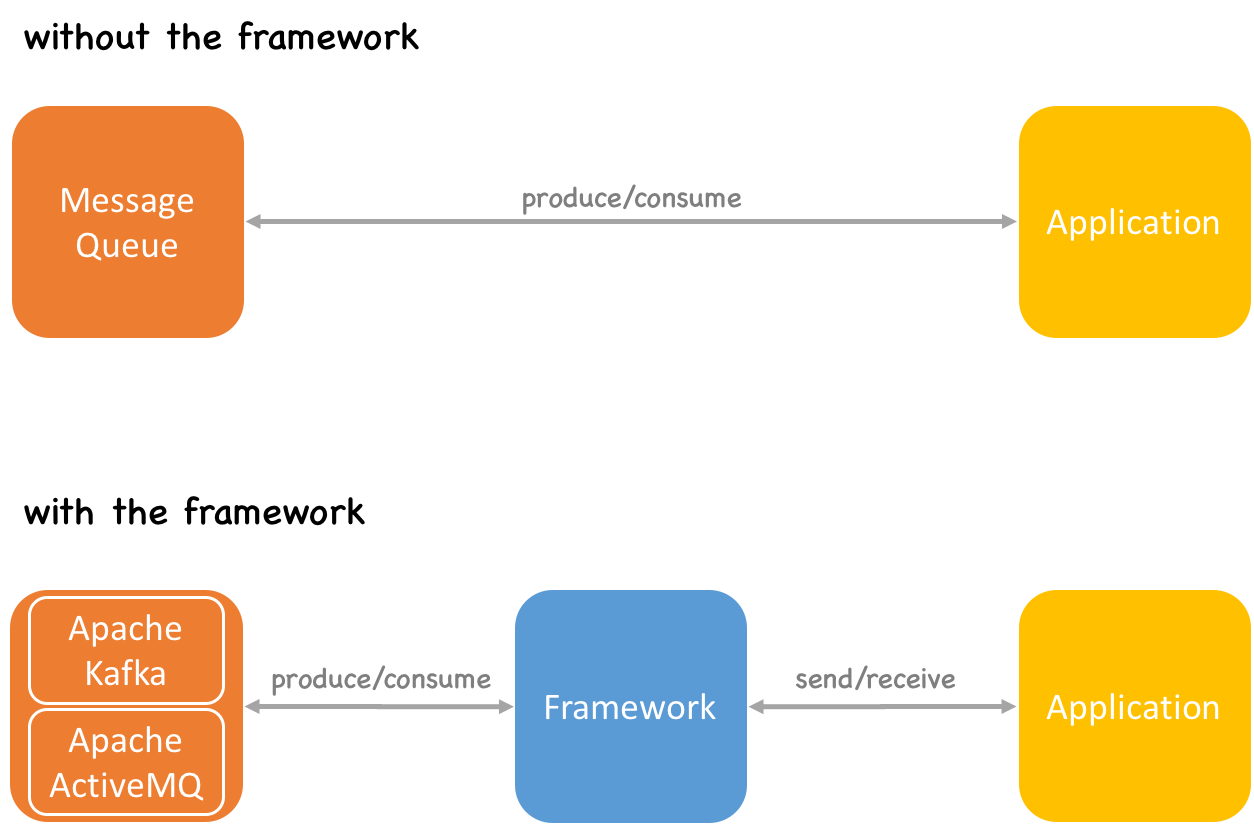 without the framework
Message
Queue
produce/consume
Application
with the framework
Apache
Kafka
Apache
ActiveMQ
produce/consume
Framework
send/receive
Application